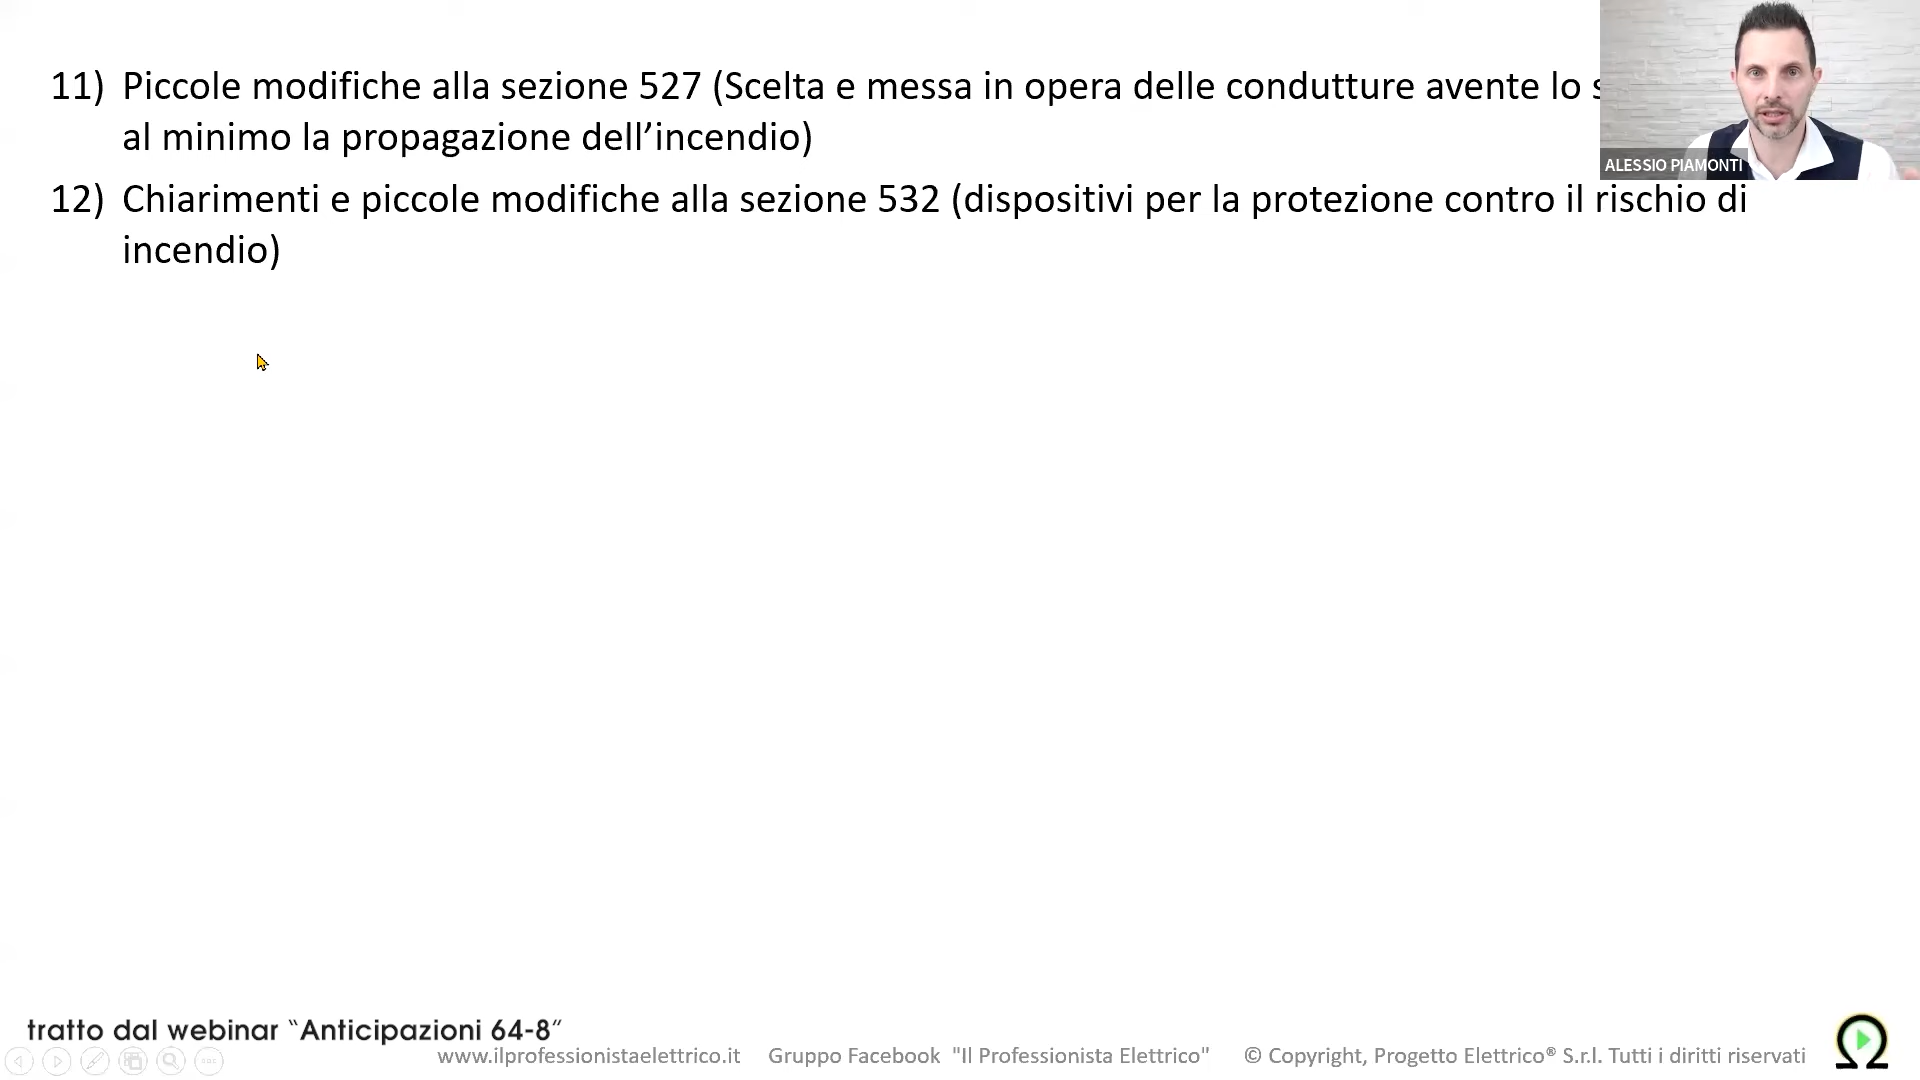 11) Piccole modifiche alla sezione 527 (Scelta e messa in opera delle condutture avente lo
al minimo la propagazione dell’incendio)
ALESSIO PIAMONTI
12) Chiarimenti e piccole modifiche alla sezione 532 (dispositivi per la protezione contro il rischio di
incendio)
tratto dal webinar “Anticipazioni 64-8”
www.ilprofessionistaelettrico.it Gruppo Facebook "Il Professionista Elettrico" © Copyright, Progetto Elettrico® S.r.l. Tutti i diritti riservati